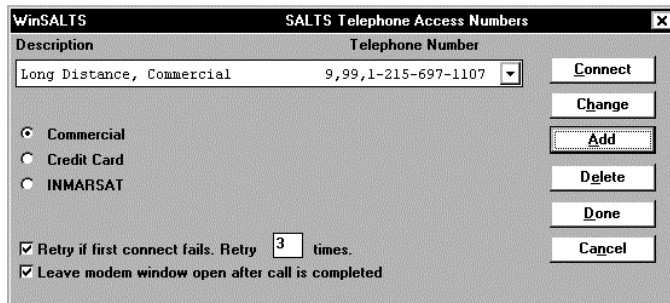 WinSALTS SALTS Telephone Access Numbers
Description Telephone Number
Long Distance, Commercial 9,99,1-215-697-1107
Connect
Change
Commercial
Add
Credit Card
INMARSAT
Delete
Done
Retry if first connect fails. Retry 3 times.
Cancel
Leave modem window open after call is completed